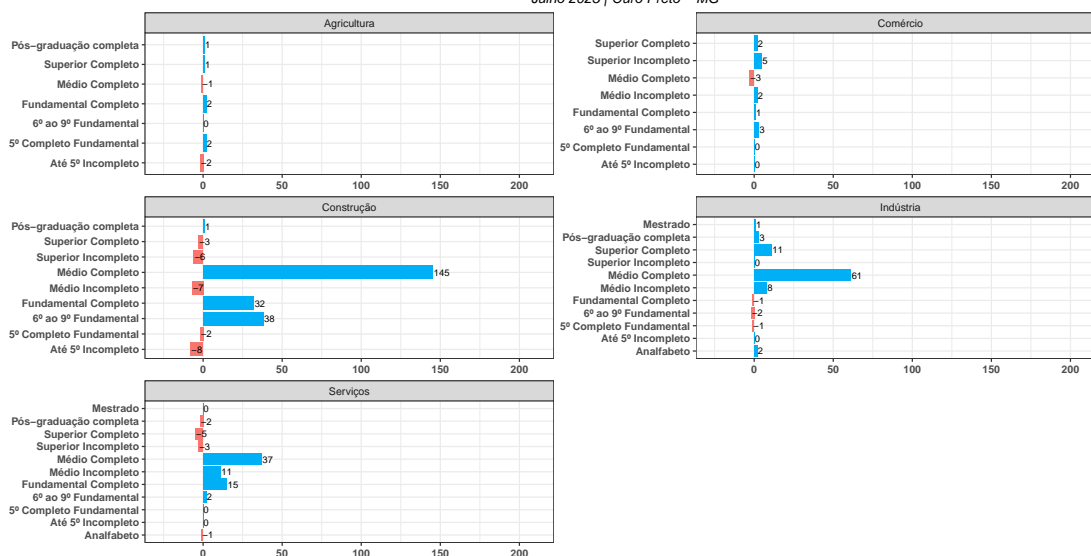 Julho 2023 | Ouro Preto − MG
Agricultura
Pós−graduação completa 1
Superior Completo 1
Médio Completo −1
Fundamental Completo 2
6º ao 9º Fundamental 0
5º Completo Fundamental 2
Até 5º Incompleto −2
0 50 100 150 200
Comércio
Superior Completo 2
Superior Incompleto 5
Médio Completo −3
Médio Incompleto 2
Fundamental Completo 1
6º ao 9º Fundamental 3
5º Completo Fundamental 0
Até 5º Incompleto 0
0 50 100 150 200
Construção
Pós−graduação completa 1
Superior Completo −3
Superior Incompleto −6
Médio Completo 145
Médio Incompleto −7
Fundamental Completo 32
6º ao 9º Fundamental 38
5º Completo Fundamental −2
Até 5º Incompleto −8
0 50 100 150 200
Indústria
Mestrado 1
Pós−graduação completa 3
Superior Completo 11
Superior Incompleto 0
Médio Completo 61
Médio Incompleto 8
Fundamental Completo −1
6º ao 9º Fundamental −2
5º Completo Fundamental −1
Até 5º Incompleto 0
Analfabeto 2
0 50 100 150 200
Serviços
Mestrado 0
Pós−graduação completa −2
Superior Completo −5
Superior Incompleto −3
Médio Completo 37
Médio Incompleto 11
Fundamental Completo 15
6º ao 9º Fundamental 2
5º Completo Fundamental 0
Até 5º Incompleto 0
Analfabeto −1
0 50 100 150 200